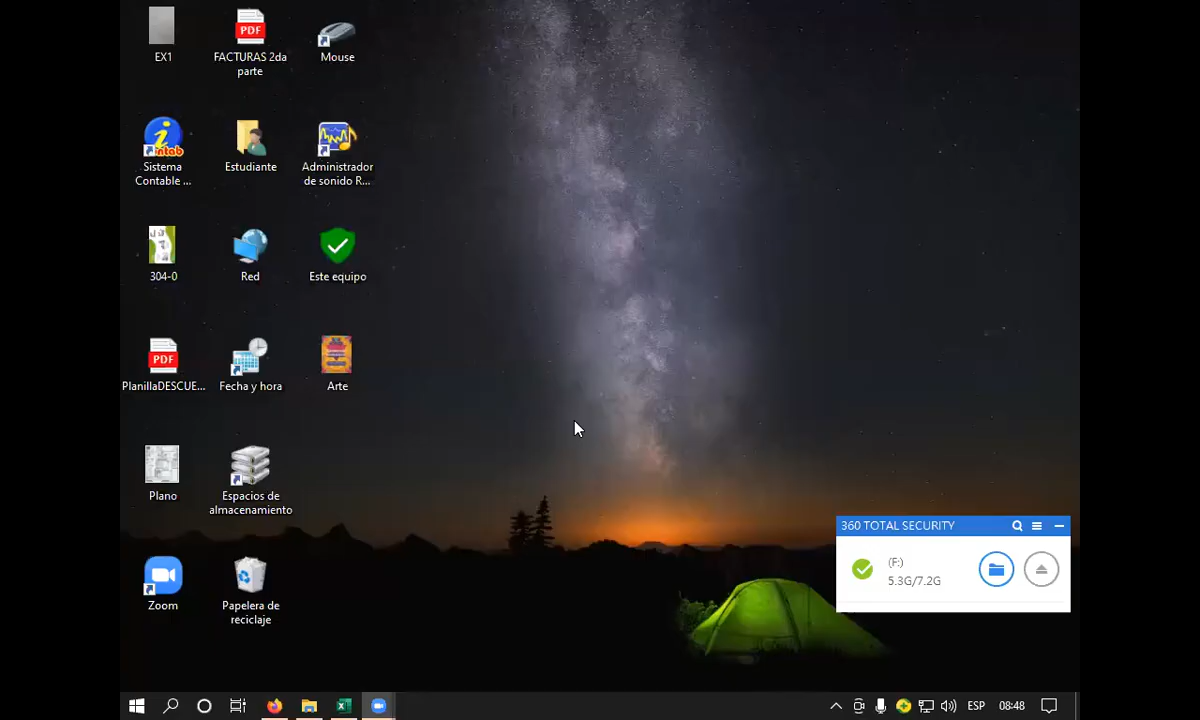 EX1
PDF
FACTURAS 2da
parte
Mouse
Sistema
Contable ...
Estudiante
Administrador
de sonido R...
304-0
Red
Este equipo
PDF
PlanillaDESCUE...
Fecha y hora
Arte
Plano
Espacios de
almacenamiento
Zoom
Papelera de
reciclaje
360 TOTAL SECURITY
(F:)
5.3G/7.2G
ESP
08:48